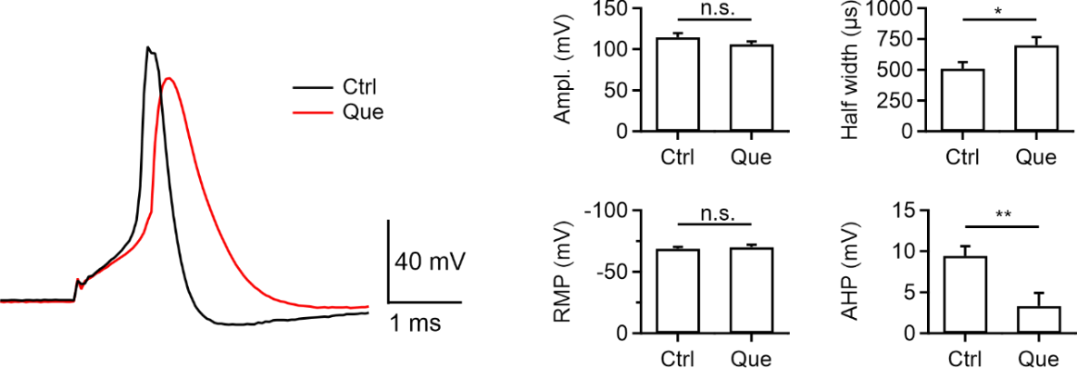 Ctrl
Que
40 mV
1 ms
Ampl. (mV)
150
100
50
0
n.s.
Ctrl
Que
Half width (µs)
1000
750
500
250
0
*
Ctrl
Que
RMP (mV)
-100
-50
0
n.s.
Ctrl
Que
AHP (mV)
15
10
5
0
**
Ctrl
Que